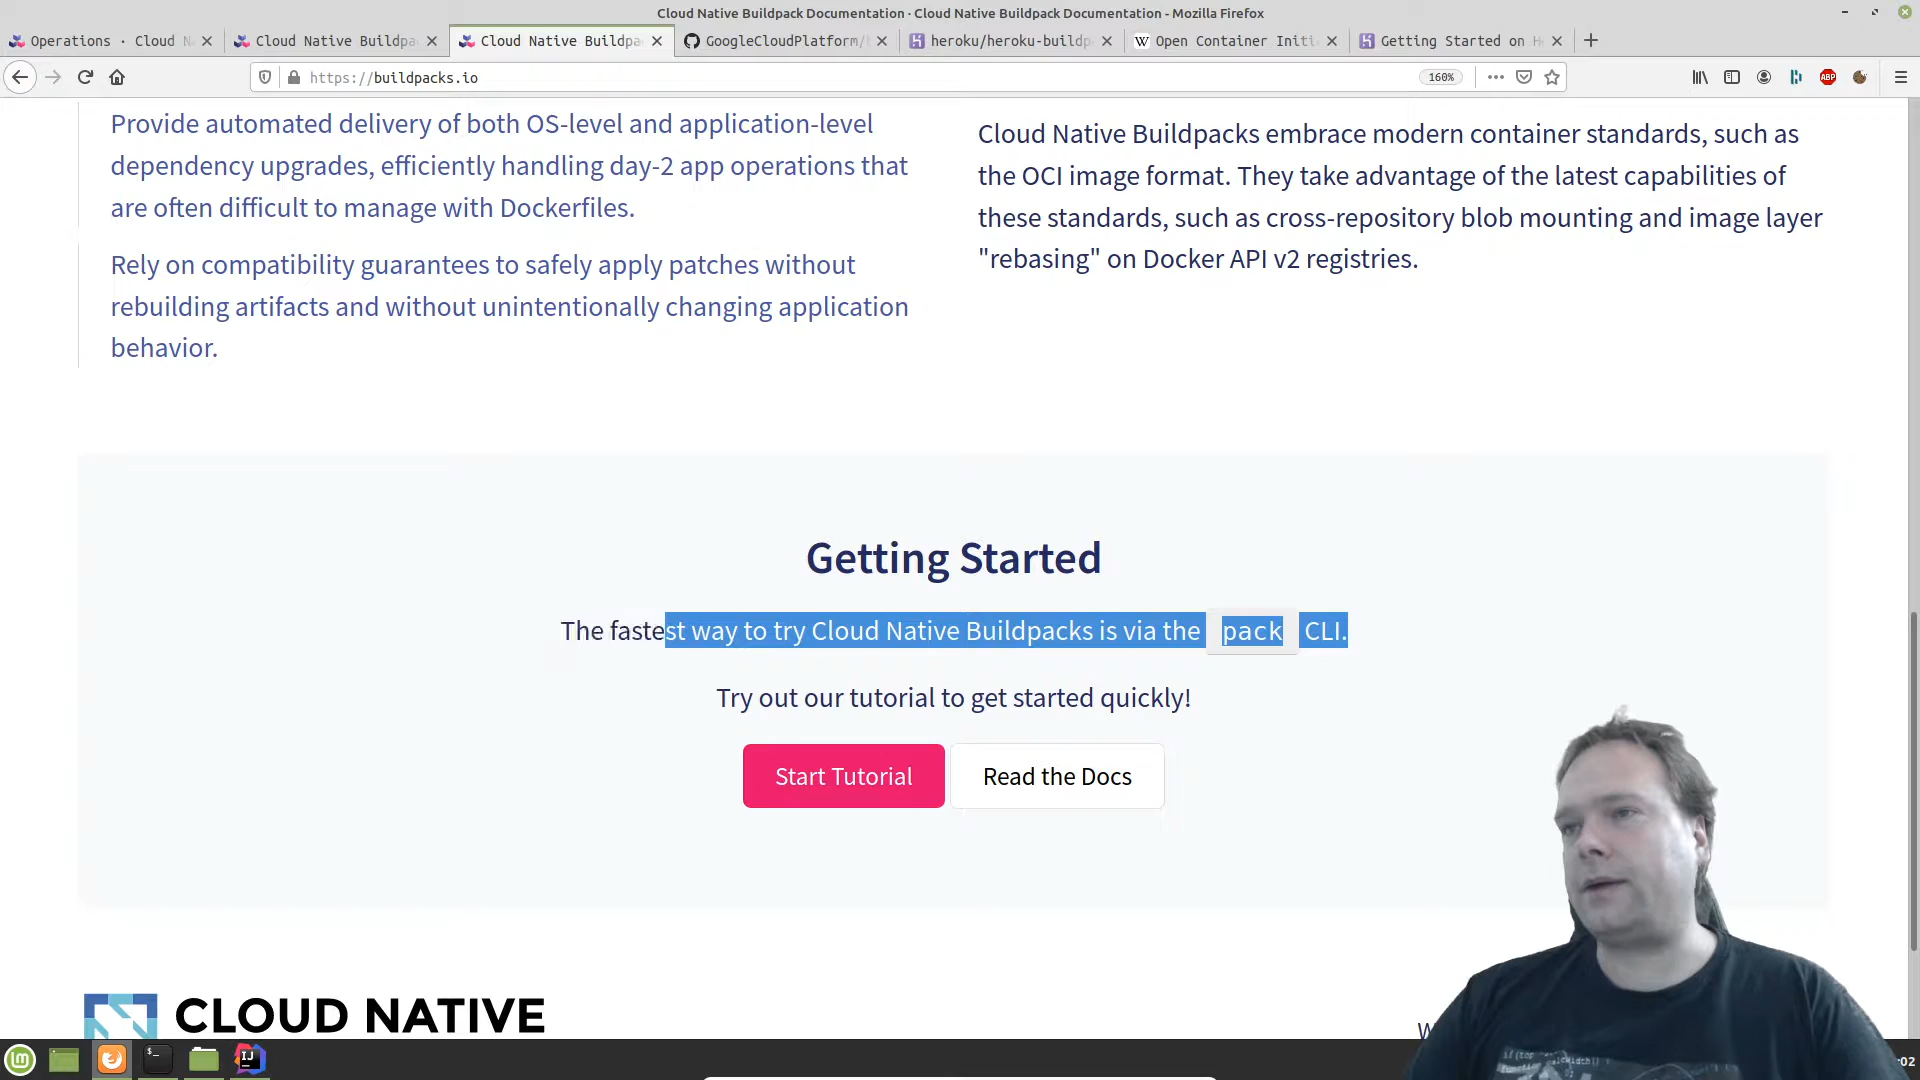 Cloud Native Buildpack Documentation · Cloud Native Buildpack Documentation - Mozilla Firefox
Operations · Cloud N
Cloud Native Buildpa
Cloud Native Buildpa
GoogleCloudPlatform/b
heroku/heroku-buildp
Open Container Initi
Getting Started on H
https://buildpacks.io
160%
ABP
Provide automated delivery of both OS-level and application-level
dependency upgrades, efficiently handling day-2 app operations that
are often difficult to manage with Dockerfiles.
Rely on compatibility guarantees to safely apply patches without
rebuilding artifacts and without unintentionally changing application
behavior.
Cloud Native Buildpacks embrace modern container standards, such as
the OCI image format. They take advantage of the latest capabilities of
these standards, such as cross-repository blob mounting and image layer
"rebasing" on Docker API v2 registries.
Getting Started
The fastest way to try Cloud Native Buildpacks is via the pack CLI.
Try out our tutorial to get started quickly!
Start Tutorial
Read the Docs
CLOUD NATIVE
W
IJ
:02